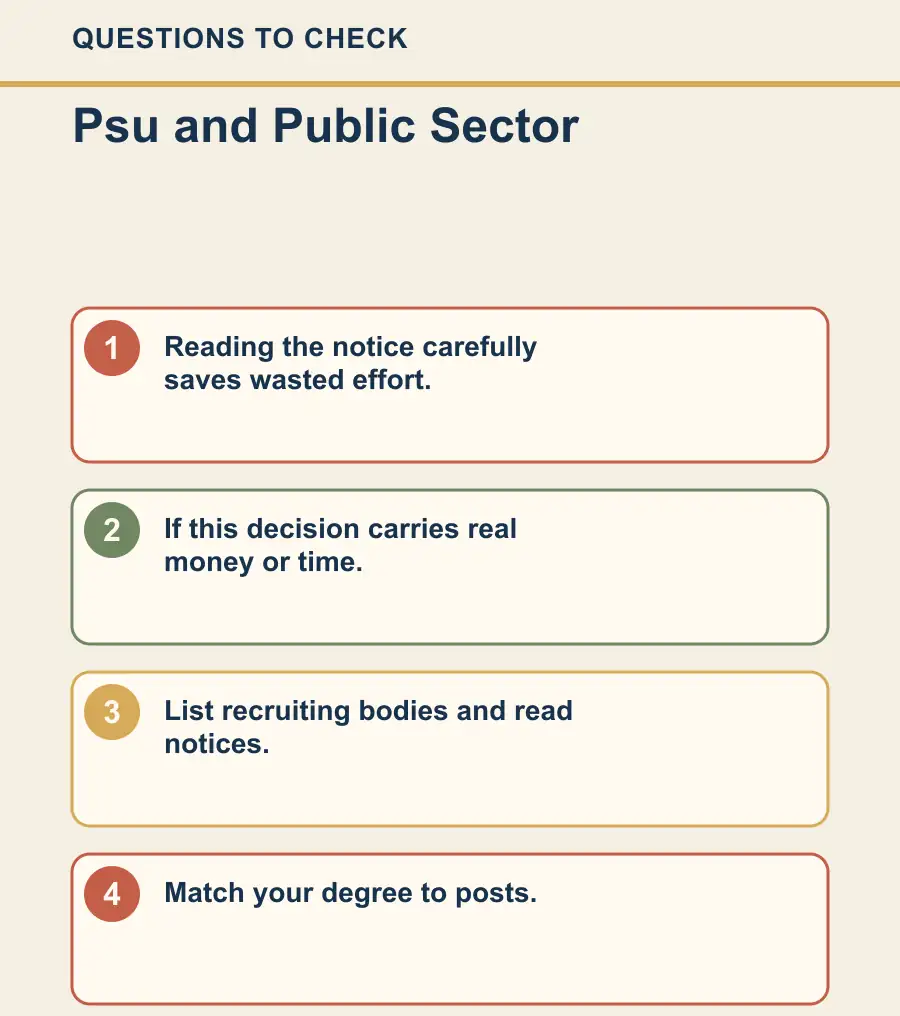 QUESTIONS TO CHECK
Psu and Public Sector
1
Reading the notice carefully
saves wasted effort.
2
If this decision carries real
money or time.
3
List recruiting bodies and read
notices.
4
Match your degree to posts.